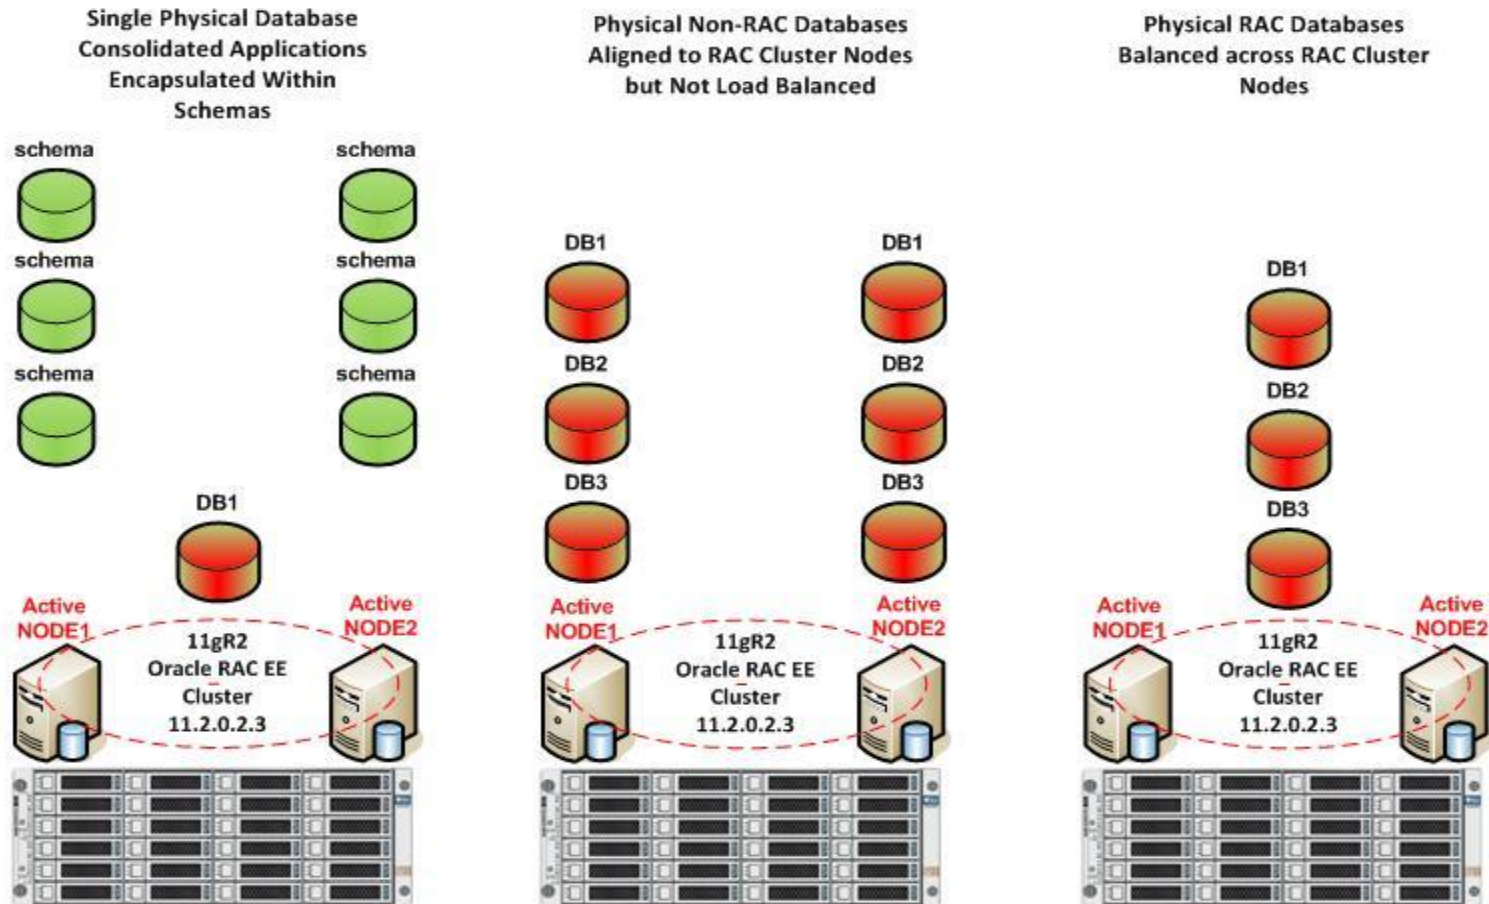 Single Physical Database
Consolidated Applications
Encapsulated Within
Schemas
schema
schema
schema
schema
schema
schema
DB1
Active
NODE1
Active
NODE2
11gR2
Oracle RAC EE
Cluster
11.2.0.2.3
Physical Non-RAC Databases
Aligned to RAC Cluster Nodes
but Not Load Balanced
DB1
DB1
DB2
DB2
DB3
DB3
Active
NODE1
Active
NODE2
11gR2
Oracle RAC EE
Cluster
11.2.0.2.3
Physical RAC Databases
Balanced across RAC Cluster
Nodes
DB1
DB2
DB3
Active
NODE1
Active
NODE2
11gR2
Oracle RAC EE
Cluster
11.2.0.2.3